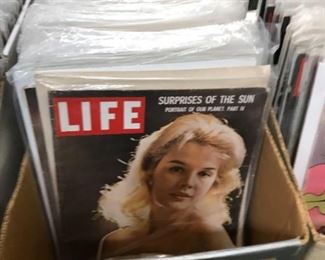 LIFE
SURPRISES OF THE SUN
PORTRAIT OF OUR PLANET, PART IV